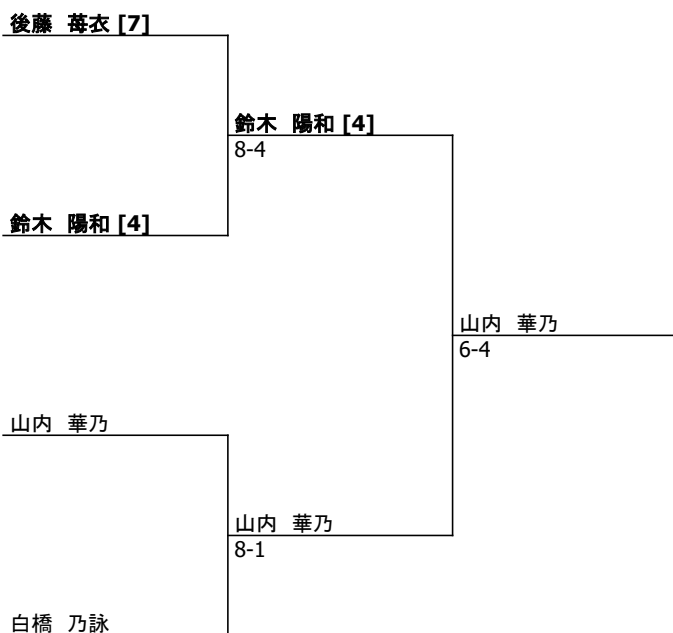 後藤 苺衣 [7]
鈴木 陽和 [4]
8-4
鈴木 陽和 [4]
山内 華乃
6-4
山内 華乃
山内 華乃
8-1
白橋 乃詠